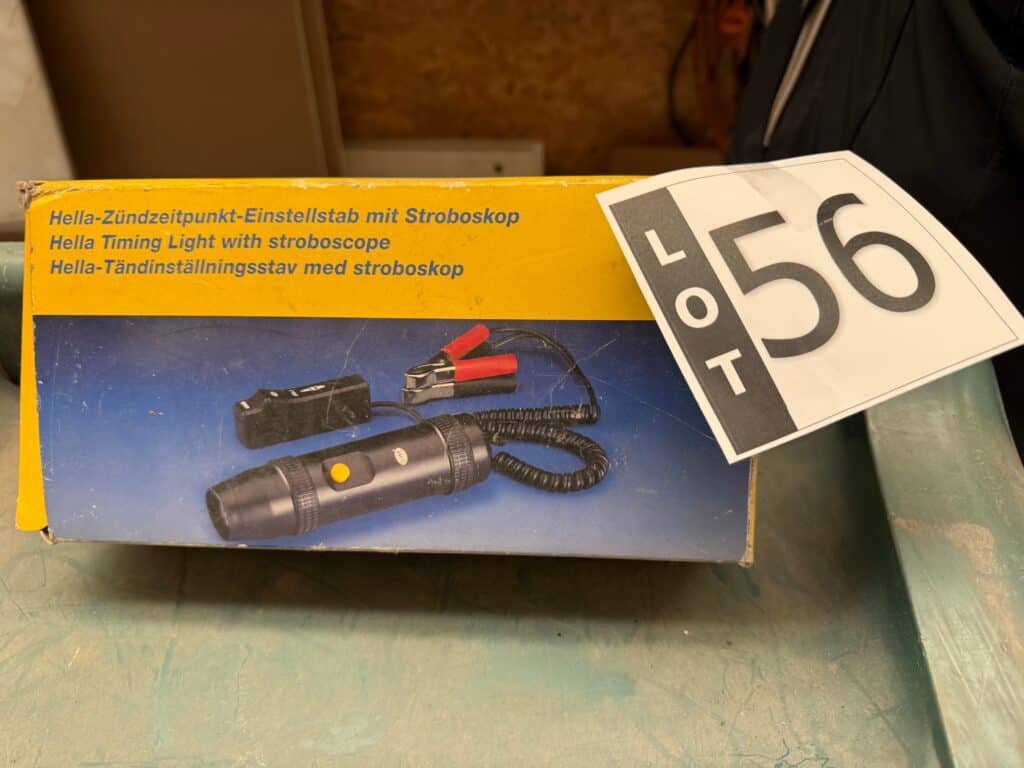 Hella-Zündzeitpunkt-Einstellstab mit Stroboskop
Hella Timing Light with stroboscope
Hella-Tändinställningsstav med stroboskop
LOT
56